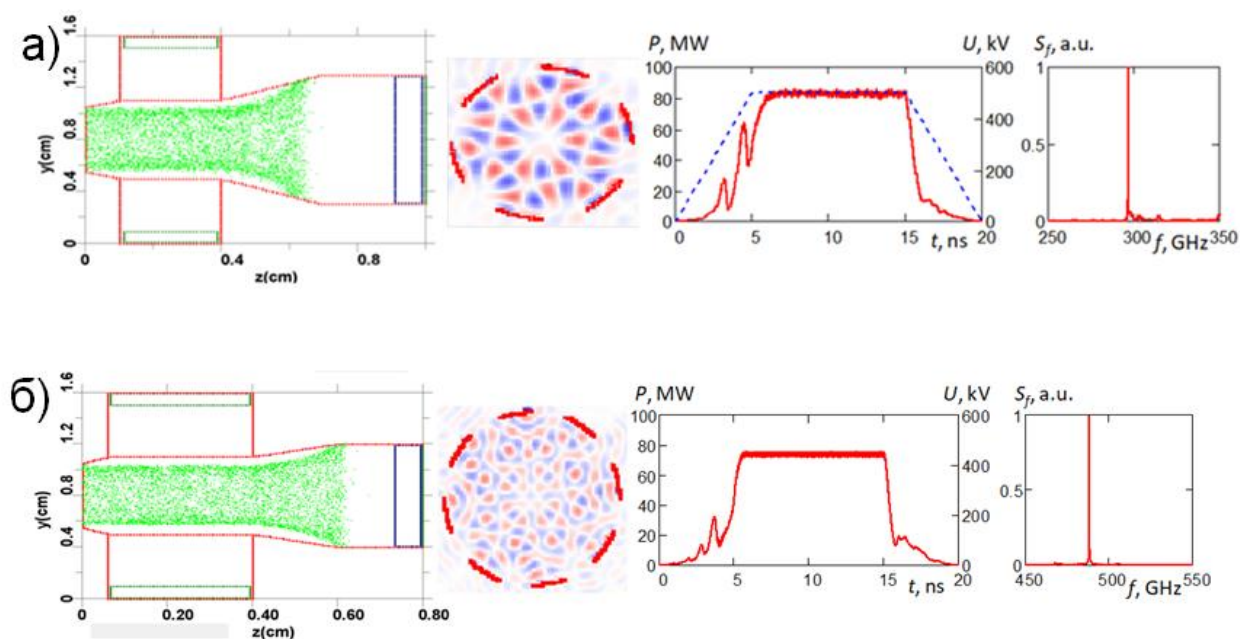 а)
y(cm)
0 0.4 0.8 1.2 1.6
0 0.4 0.8
z(cm)
P, MW
100
80
60
40
20
0
U, kV
600
400
200
0
0 5 10 15 20
t, ns
S_f, a.u.
1
0.5
0
250 300 350
f, GHz
б)
y(cm)
0 0.4 0.8 1.2 1.6
0 0.20 0.40 0.60 0.80
z(cm)
P, MW
100
80
60
40
20
0
U, kV
600
400
200
0
0 5 10 15 20
t, ns
S_f, a.u.
1
0.5
0
450 500 550
f, GHz